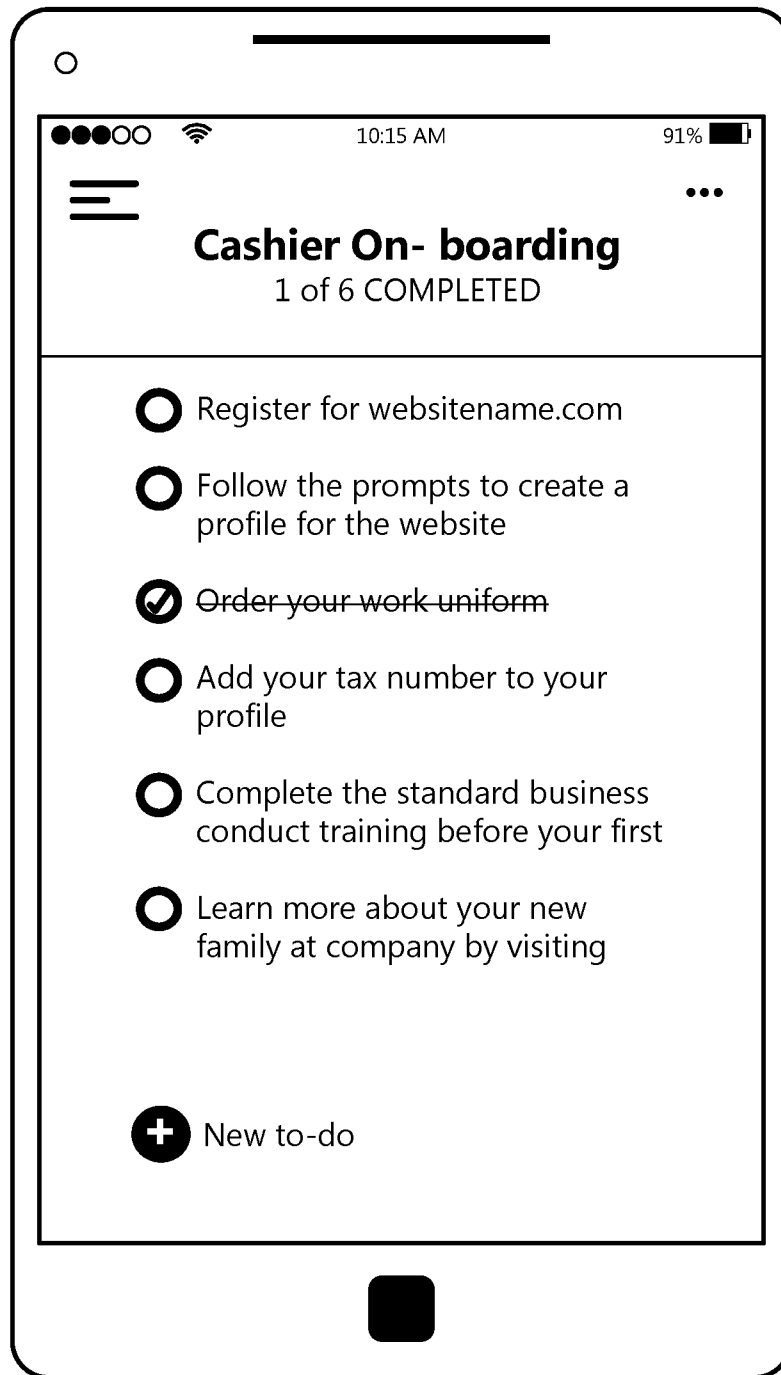 10:15 AM
91%
Cashier On- boarding
1 of 6 COMPLETED
Register for websitename.com
Follow the prompts to create a
profile for the website
Order your work uniform
Add your tax number to your
profile
Complete the standard business
conduct training before your first
Learn more about your new
family at company by visiting
New to-do